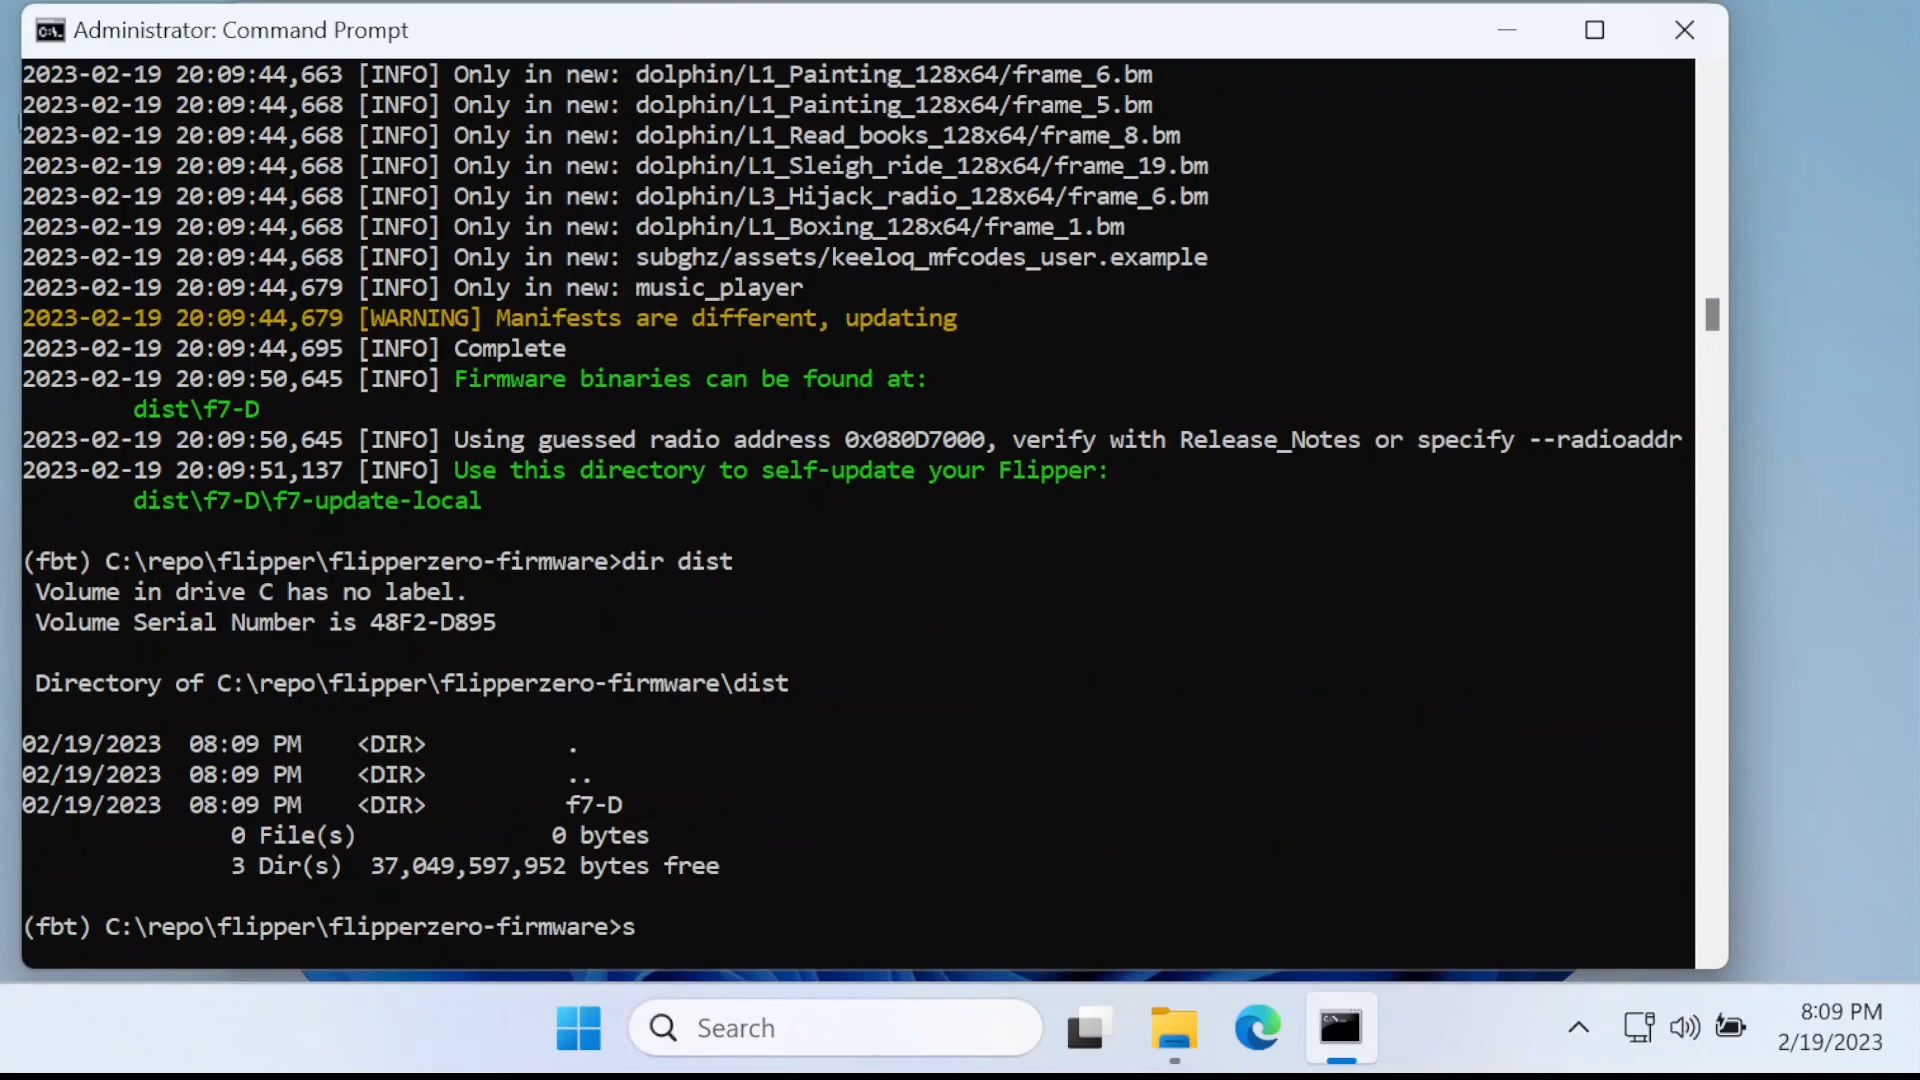 Administrator: Command Prompt
2023-02-19 20:09:44,663 [INFO] Only in new: dolphin/L1_Painting_128x64/frame_6.bm
2023-02-19 20:09:44,668 [INFO] Only in new: dolphin/L1_Painting_128x64/frame_5.bm
2023-02-19 20:09:44,668 [INFO] Only in new: dolphin/L1_Read_books_128x64/frame_8.bm
2023-02-19 20:09:44,668 [INFO] Only in new: dolphin/L1_Sleigh_ride_128x64/frame_19.bm
2023-02-19 20:09:44,668 [INFO] Only in new: dolphin/L3_Hijack_radio_128x64/frame_6.bm
2023-02-19 20:09:44,668 [INFO] Only in new: dolphin/L1_Boxing_128x64/frame_1.bm
2023-02-19 20:09:44,668 [INFO] Only in new: subghz/assets/keeloq_mfcodes_user.example
2023-02-19 20:09:44,679 [INFO] Only in new: music_player
2023-02-19 20:09:44,679 [WARNING] Manifests are different, updating
2023-02-19 20:09:44,695 [INFO] Complete
2023-02-19 20:09:50,645 [INFO] Firmware binaries can be found at:
dist\f7-D
2023-02-19 20:09:50,645 [INFO] Using guessed radio address 0x080D7000, verify with Release_Notes or specify --radioaddr
2023-02-19 20:09:51,137 [INFO] Use this directory to self-update your Flipper:
dist\f7-D\f7-update-local
(fbt) C:\repo\flipper\flipperzero-firmware>dir dist
Volume in drive C has no label.
Volume Serial Number is 48F2-D895
Directory of C:\repo\flipper\flipperzero-firmware\dist
02/19/2023  08:09 PM    <DIR>          .
02/19/2023  08:09 PM    <DIR>          ..
02/19/2023  08:09 PM    <DIR>          f7-D
0 File(s)              0 bytes
3 Dir(s)  37,049,597,952 bytes free
(fbt) C:\repo\flipper\flipperzero-firmware>s
Search
8:09 PM
2/19/2023